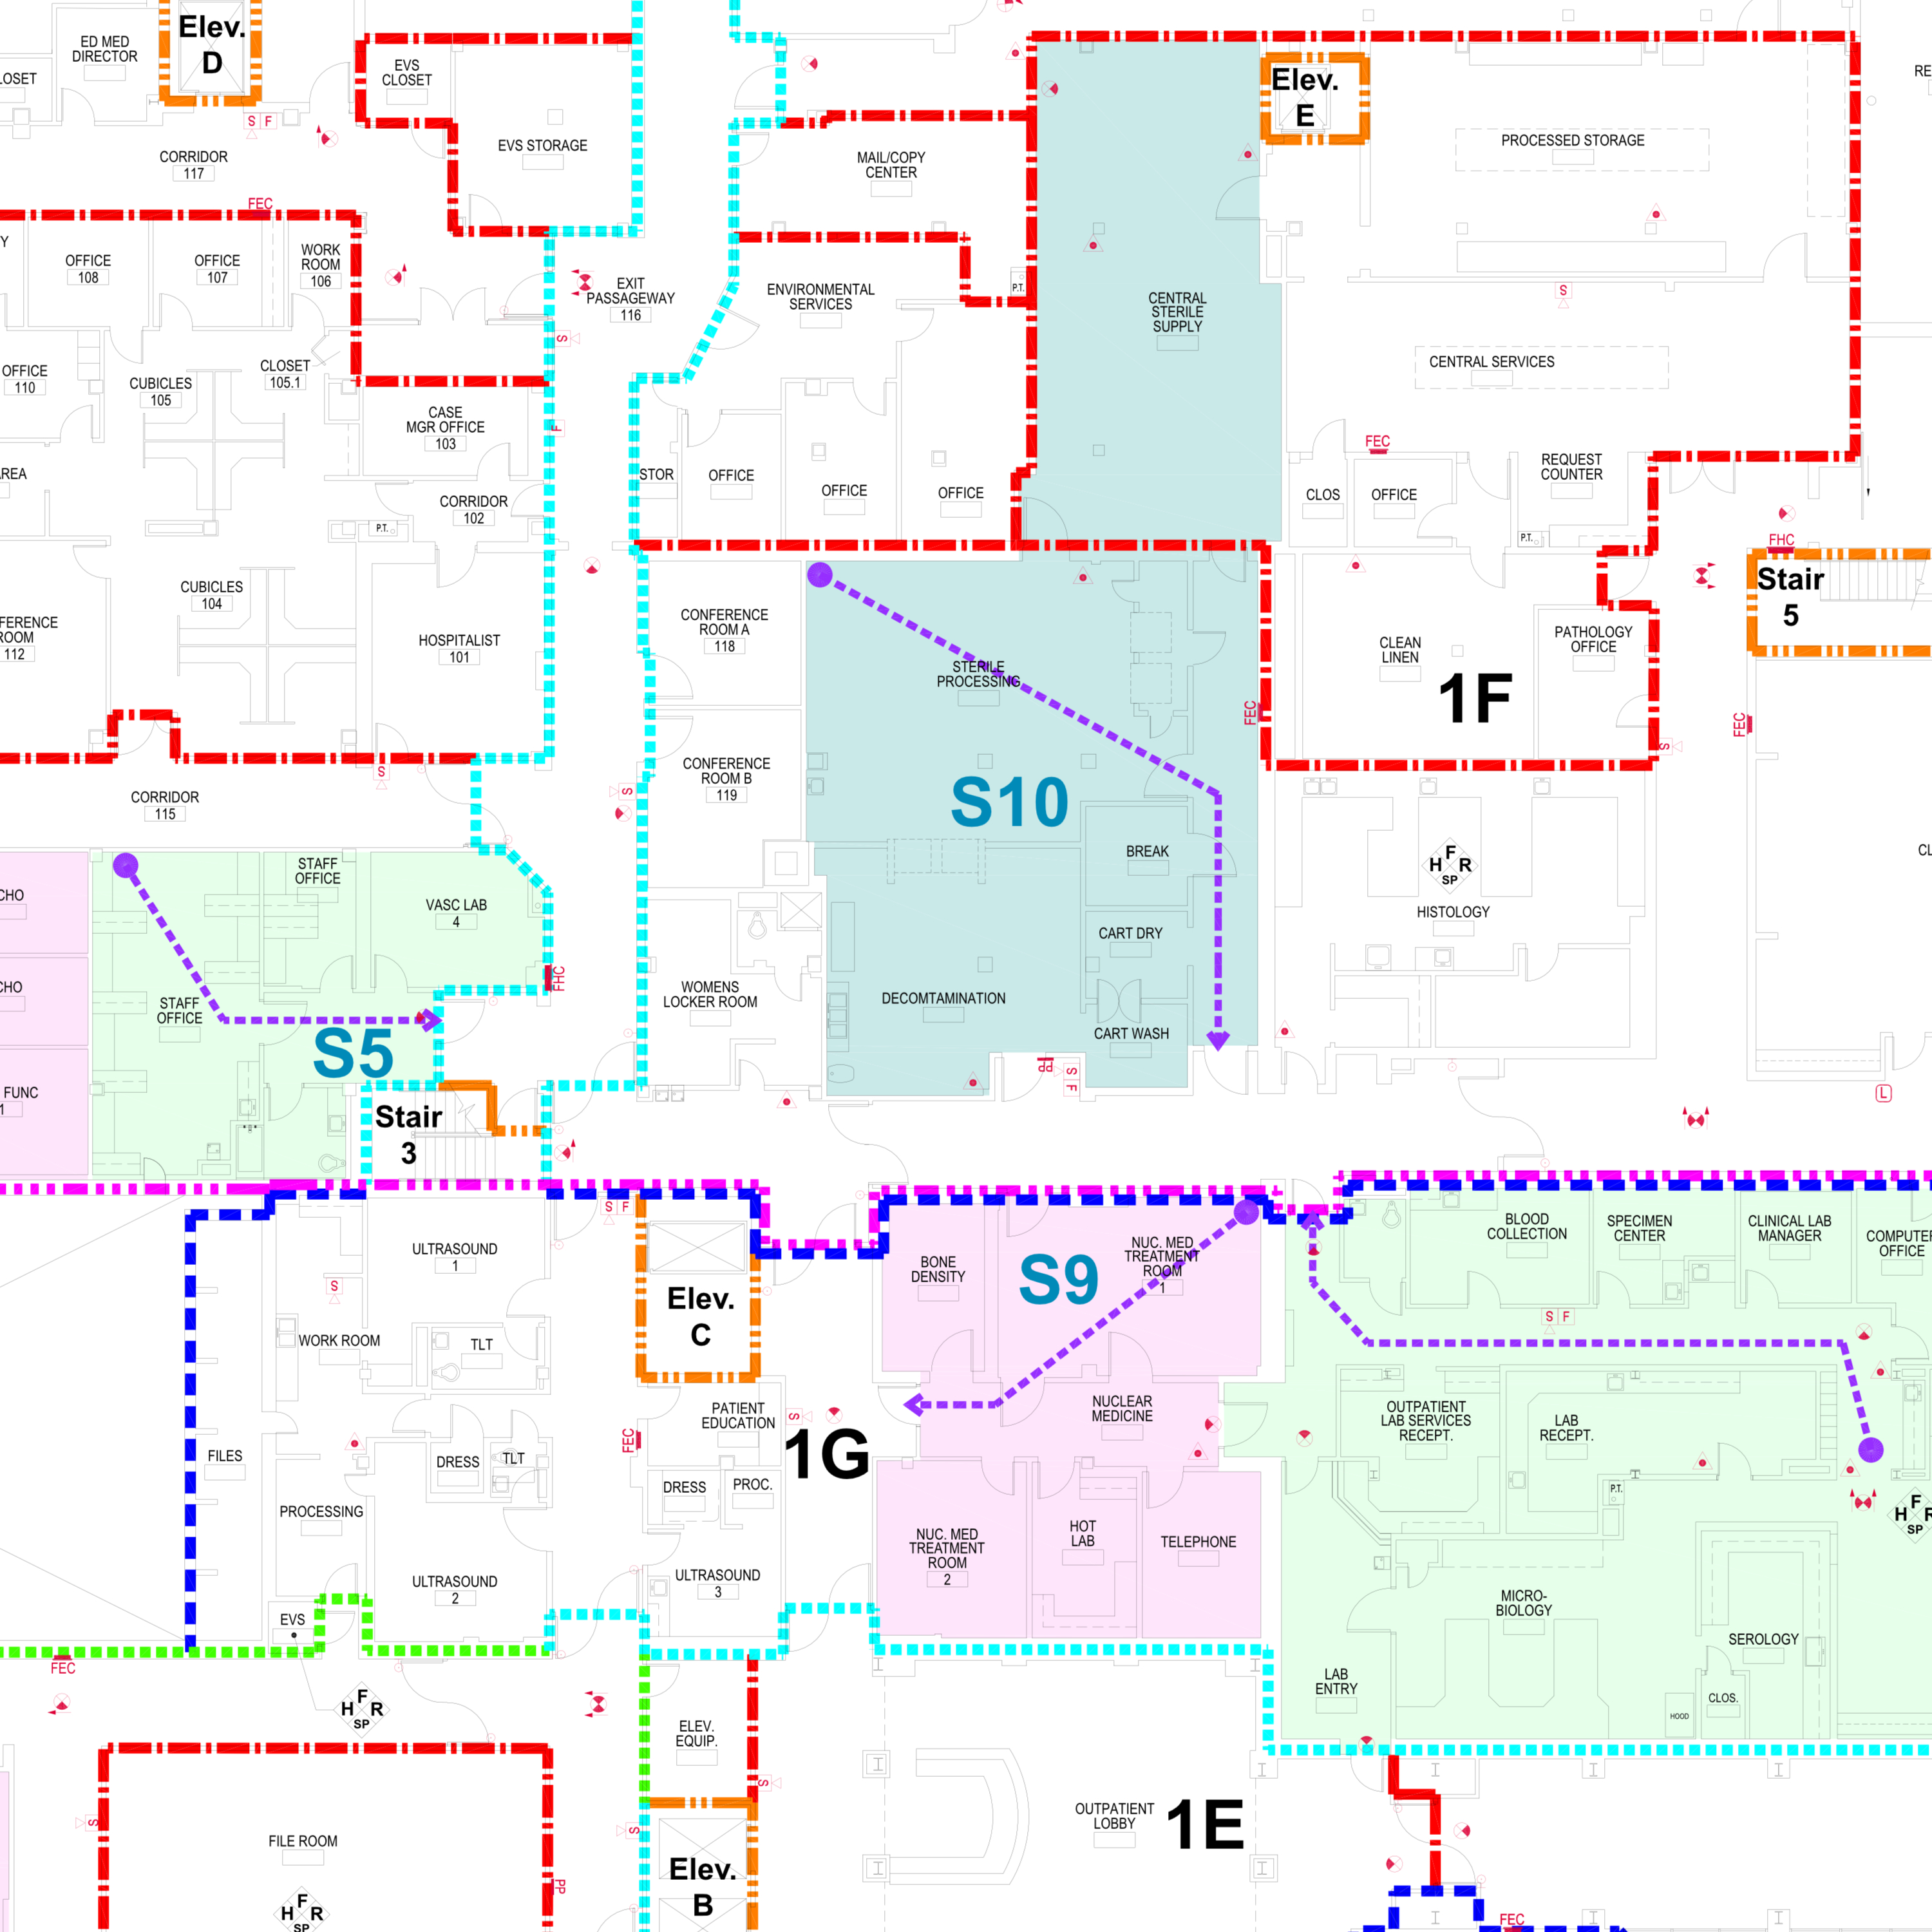 Elev.
D
ED MED
DIRECTOR
LOSET
EVS
CLOSET
EVS STORAGE
CORRIDOR
117
S F
FEC
MAIL/COPY
CENTER
Elev.
E
PROCESSED STORAGE
RE
Y
OFFICE
108
OFFICE
107
WORK
ROOM
106
EXIT
PASSAGEWAY
116
S
ENVIRONMENTAL
SERVICES
P.T.
CENTRAL
STERILE
SUPPLY
S
CENTRAL SERVICES
OFFICE
110
CUBICLES
105
CLOSET
105.1
CASE
MGR OFFICE
103
F
FEC
REA
CORRIDOR
102
P.T.
STOR
OFFICE
OFFICE
OFFICE
CLOS
OFFICE
REQUEST
COUNTER
P.T.
FHC
Stair
5
CUBICLES
104
FERENCE
ROOM
112
HOSPITALIST
101
CONFERENCE
ROOM A
118
STERILE
PROCESSING
CLEAN
LINEN
PATHOLOGY
OFFICE
1F
FEC
FEC
S
S
CORRIDOR
115
CONFERENCE
ROOM B
119
S
S10
BREAK
H F R
SP
HISTOLOGY
CL
CHO
STAFF
OFFICE
VASC LAB
4
FHC
CART DRY
CHO
STAFF
OFFICE
WOMENS
LOCKER ROOM
DECOMTAMINATION
CART WASH
S5
PP
S F
FUNC
1
Stair
3
L
S F
ULTRASOUND
1
S
Elev.
C
BONE
DENSITY
S9
NUC. MED
TREATMENT
ROOM
1
BLOOD
COLLECTION
SPECIMEN
CENTER
CLINICAL LAB
MANAGER
COMPUTER
OFFICE
S F
WORK ROOM
TLT
PATIENT
EDUCATION
S
1G
NUCLEAR
MEDICINE
OUTPATIENT
LAB SERVICES
RECEPT.
LAB
RECEPT.
P.T.
FILES
FEC
DRESS
TLT
DRESS
PROC.
H F R
SP
PROCESSING
NUC. MED
TREATMENT
ROOM
2
HOT
LAB
TELEPHONE
ULTRASOUND
2
ULTRASOUND
3
MICRO-
BIOLOGY
EVS
SEROLOGY
FEC
LAB
ENTRY
CLOS.
HOOD
H F R
SP
ELEV.
EQUIP.
S
S
S
FILE ROOM
OUTPATIENT
LOBBY
1E
Elev.
B
PP
H F R
SP
FEC